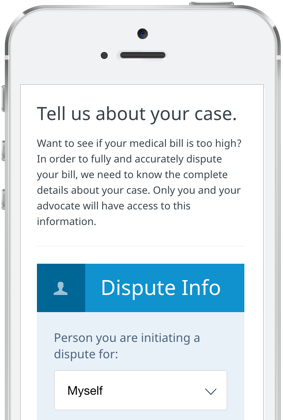 Tell us about your case.
Want to see if your medical bill is too high?
In order to fully and accurately dispute
your bill, we need to know the complete
details about your case. Only you and your
advocate will have access to this
information.
Dispute Info
Person you are initiating a
dispute for:
Myself